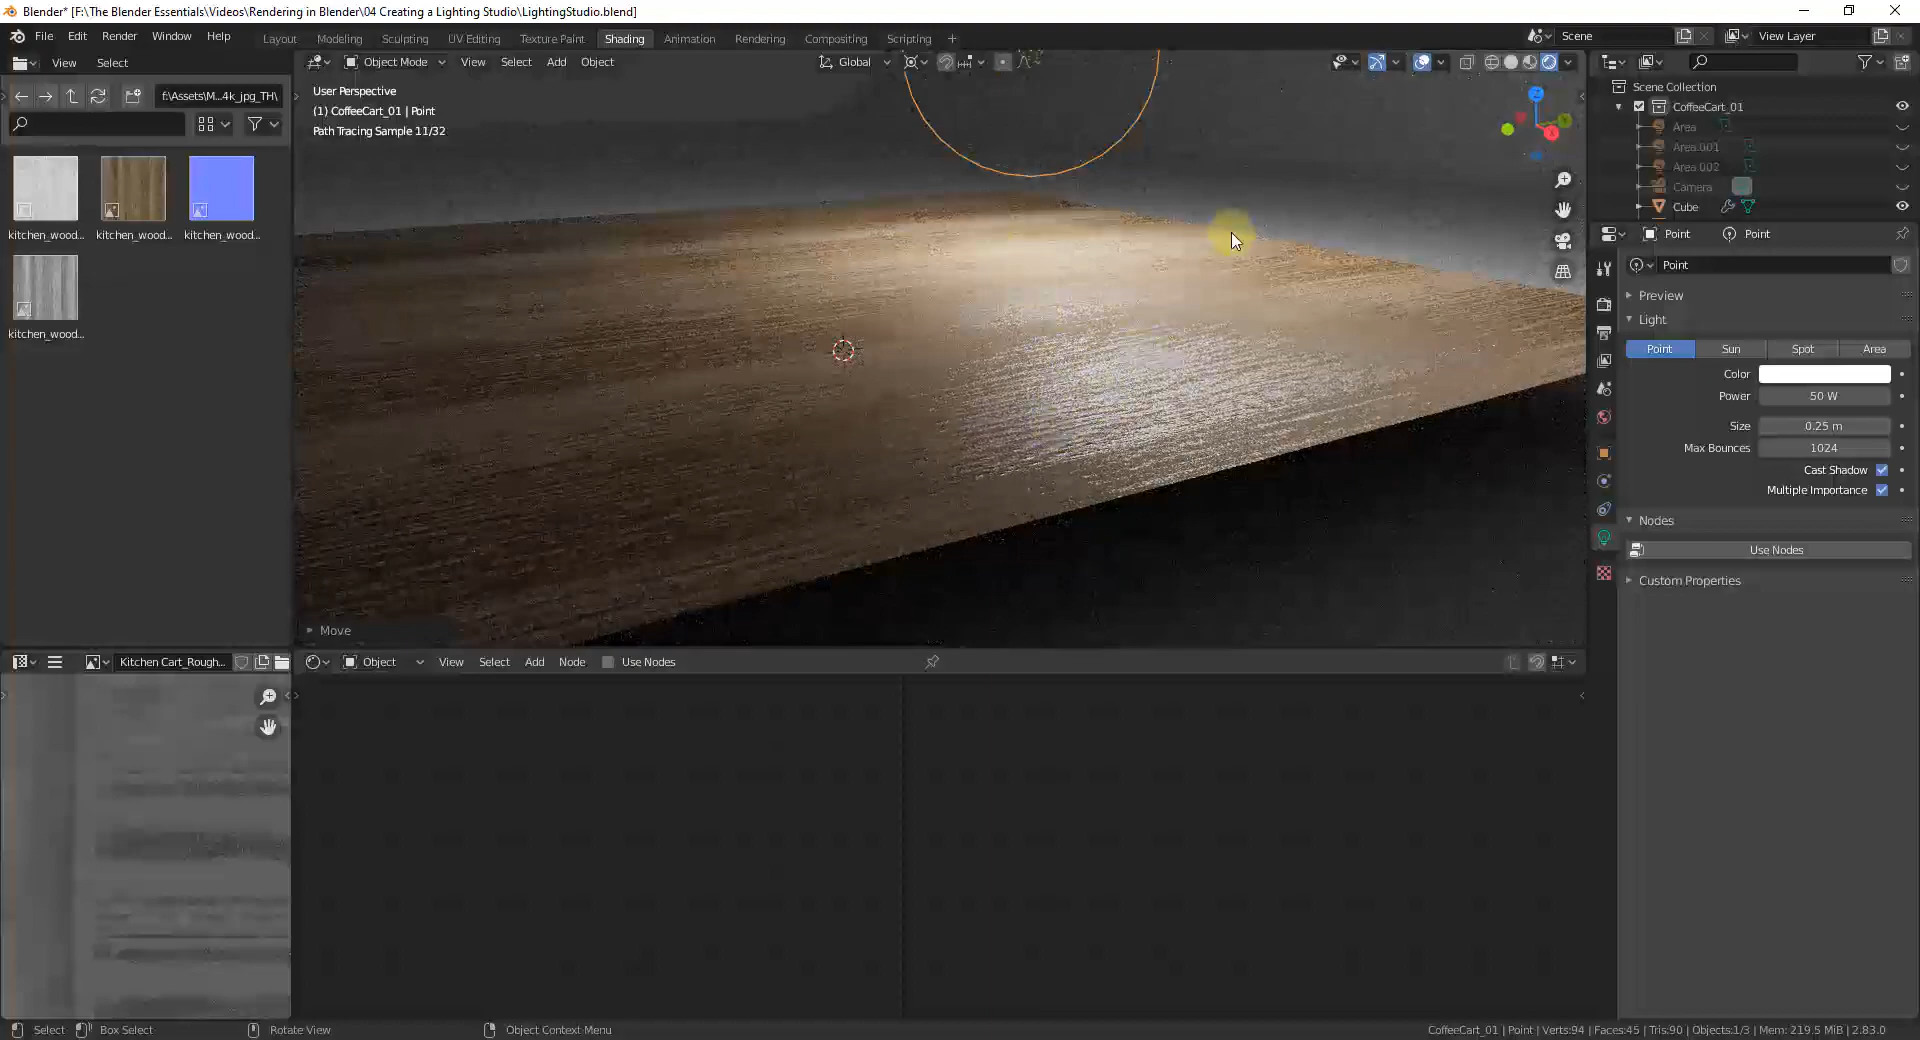 Blender* [F:\The Blender Essentials\Videos\Rendering in Blender\04 Creating a Lighting Studio\LightingStudio.blend]
File Edit Render Window Help
Layout Modeling Sculpting UV Editing Texture Paint Shading Animation Rendering Compositing Scripting +
Scene
View Layer
View Select
Object Mode View Select Add Object
Global
f:\Assets\M...4k_jpg_TH\
User Perspective
(1) CoffeeCart_01 | Point
Path Tracing Sample 11/32
kitchen_wood... kitchen_wood... kitchen_wood...
kitchen_wood...
Scene Collection
CoffeeCart_01
Area
Area.001
Area.002
Camera
Cube
Point Point
Point
Preview
Light
Point Sun Spot Area
Color
Power 50 W
Size 0.25 m
Max Bounces 1024
Cast Shadow
Multiple Importance
Nodes
Use Nodes
Custom Properties
Move
Kitchen Cart_Rough...
Object View Select Add Node Use Nodes
Select Box Select Rotate View Object Context Menu
CoffeeCart_01 | Point | Verts:94 | Faces:45 | Tris:90 | Objects:1/3 | Mem: 219.5 MiB | 2.83.0